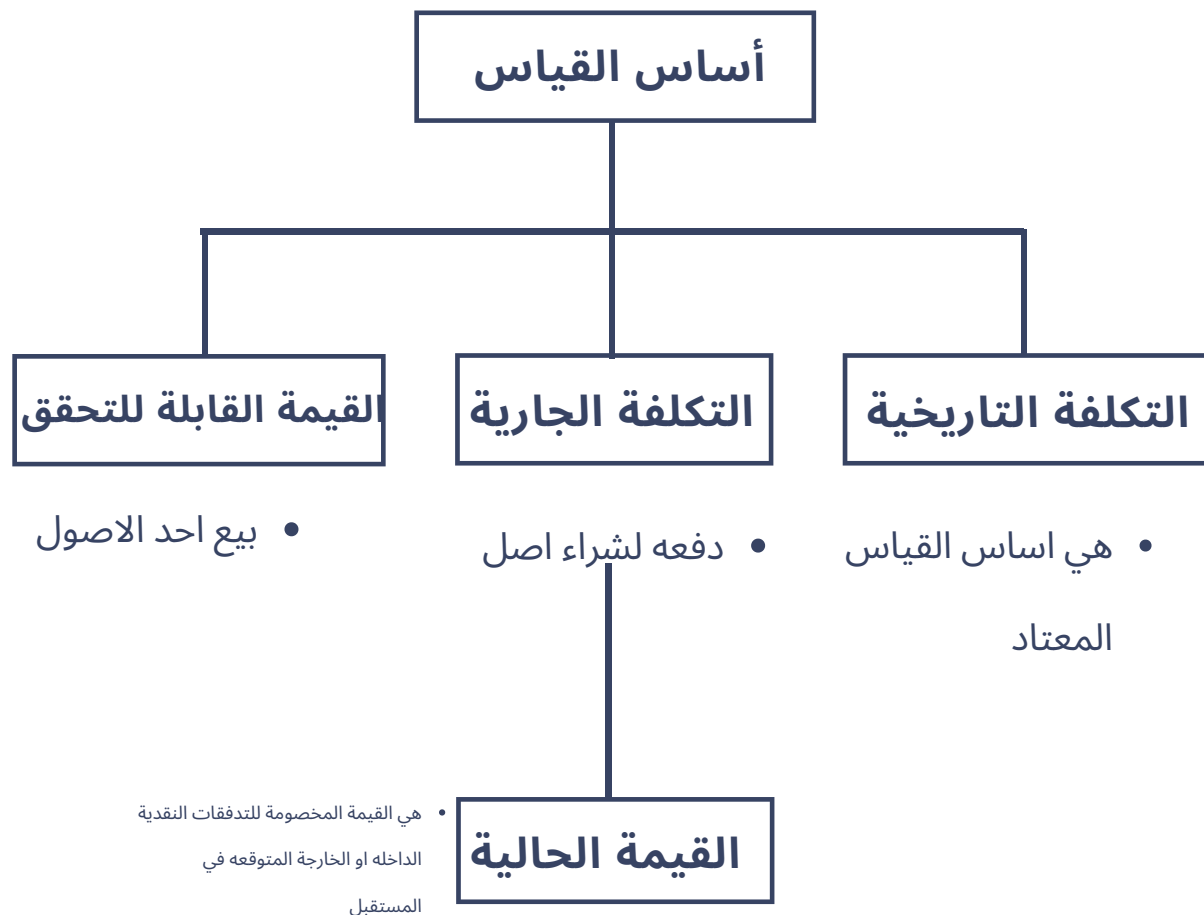 أساس القياس
التكلفة التاريخية
التكلفة الجارية
القيمة القابلة للتحقق
• هي اساس القياس
المعتاد
• دفعه لشراء اصل
• بيع احد الاصول
القيمة الحالية
• هي القيمة المخصومة للتدفقات النقدية
الداخله او الخارجة المتوقعه في
المستقبل